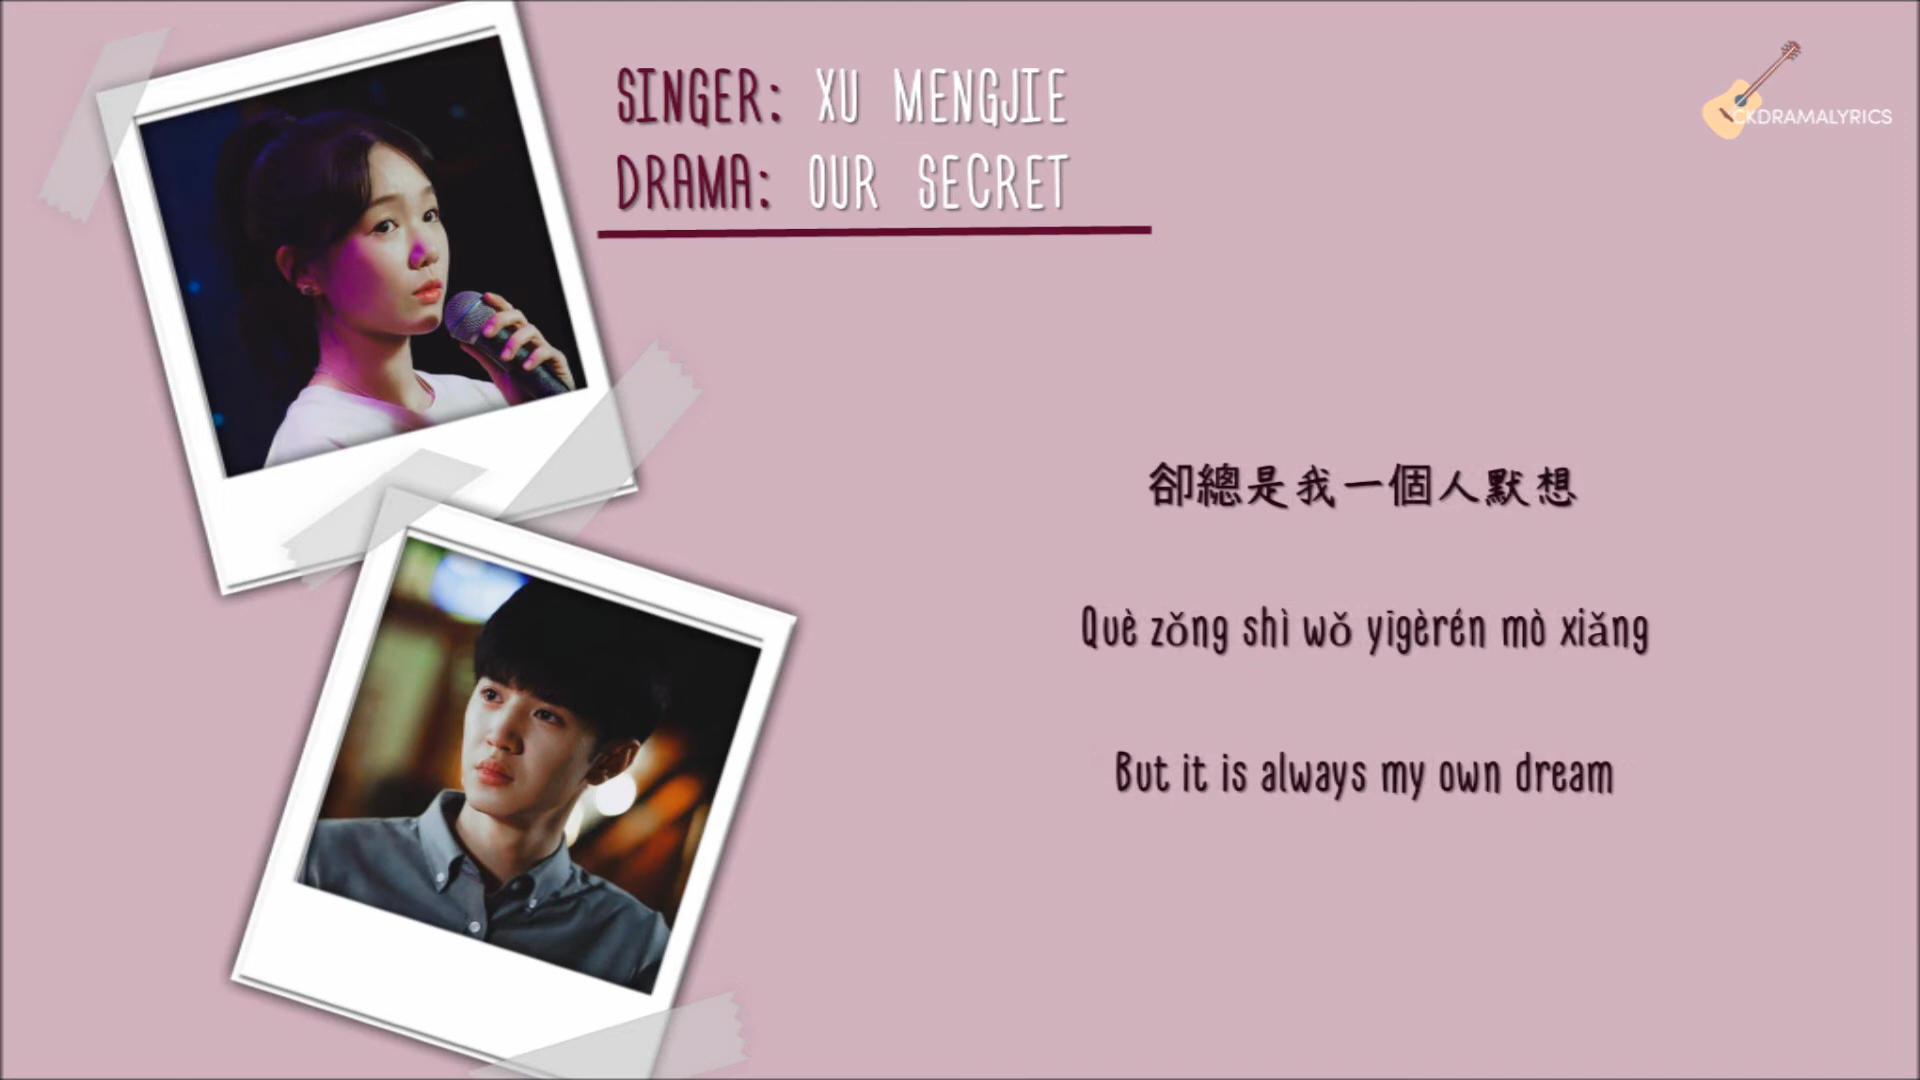 SINGER: XU MENGJIE
DRAMA: OUR SECRET
CKDRAMALYRICS
卻總是我一個人默想
Què zǒng shì wǒ yīgèrén mò xiǎng
But it is always my own dream